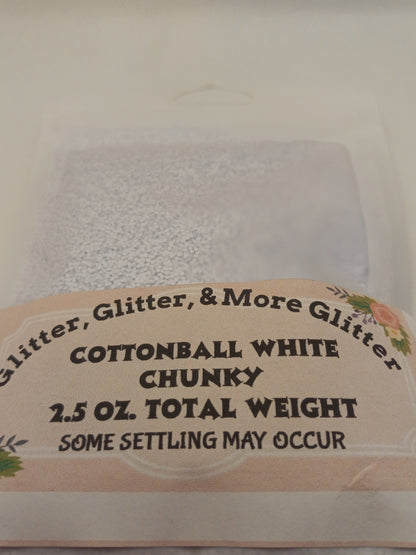 Glitter, Glitter, & More Glitter
COTTONBALL WHITE
CHUNKY
2.5 OZ. TOTAL WEIGHT
SOME SETTLING MAY OCCUR